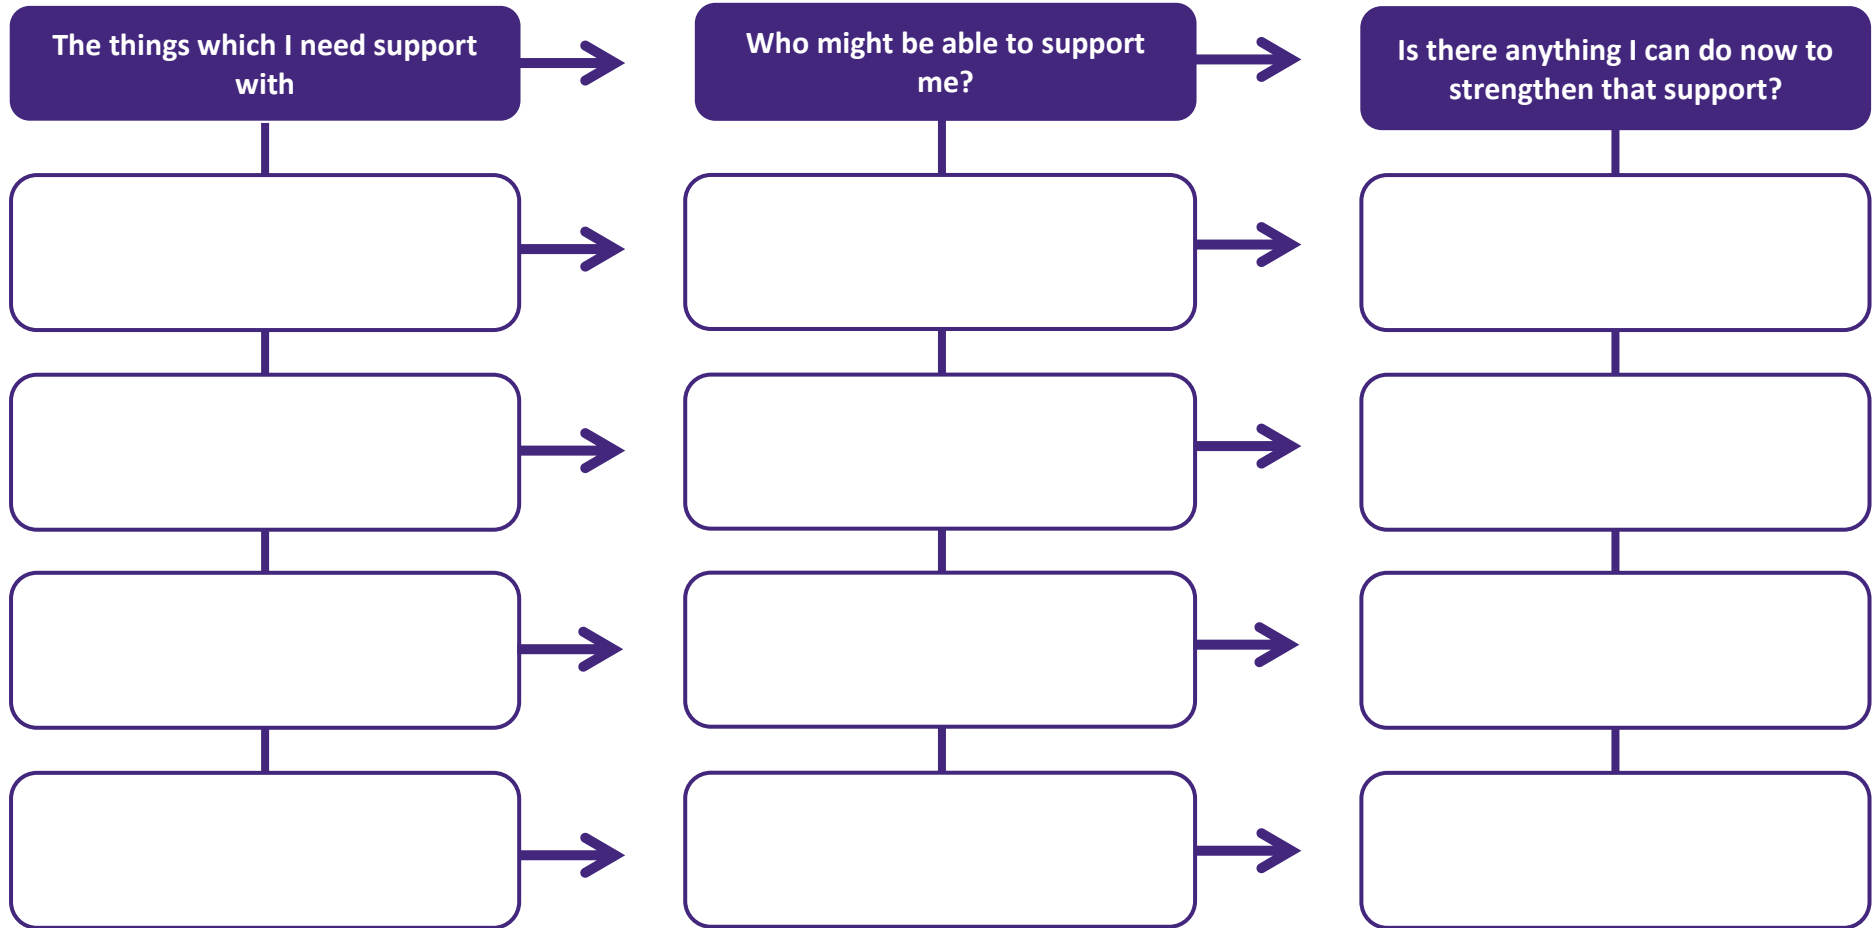 The things which I need support
with
Who might be able to support
me?
Is there anything I can do now to
strengthen that support?